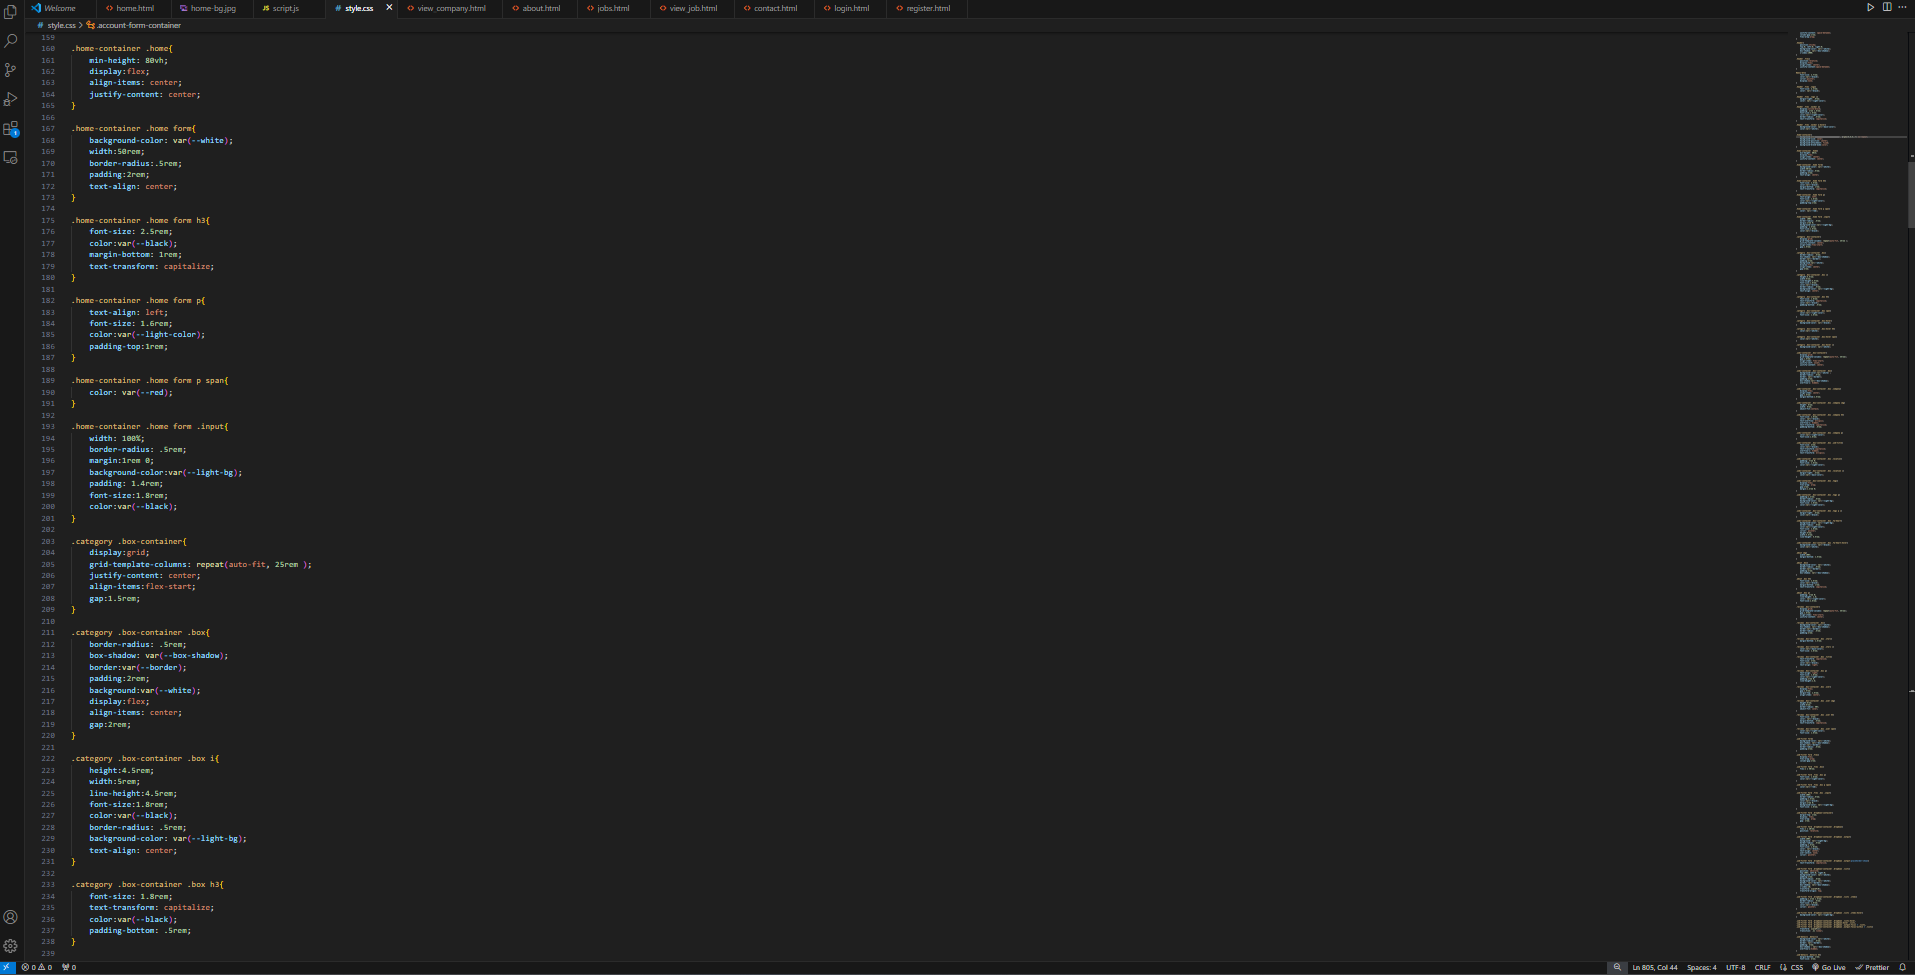 Welcome
home.html
home-bg.jpg
JS script.js
# style.css
view_company.html
about.html
jobs.html
view_job.html
contact.html
login.html
register.html
# style.css > .account-form-container
159
160 .home-container .home{
161 min-height: 80vh;
162 display:flex;
163 align-items: center;
164 justify-content: center;
165 }
166
167 .home-container .home form{
168 background-color: var(--white);
169 width:50rem;
170 border-radius:.5rem;
171 padding:2rem;
172 text-align: center;
173 }
174
175 .home-container .home form h3{
176 font-size: 2.5rem;
177 color:var(--black);
178 margin-bottom: 1rem;
179 text-transform: capitalize;
180 }
181
182 .home-container .home form p{
183 text-align: left;
184 font-size: 1.6rem;
185 color:var(--light-color);
186 padding-top:1rem;
187 }
188
189 .home-container .home form p span{
190 color: var(--red);
191 }
192
193 .home-container .home form .input{
194 width: 100%;
195 border-radius: .5rem;
196 margin:1rem 0;
197 background-color:var(--light-bg);
198 padding: 1.4rem;
199 font-size:1.8rem;
200 color:var(--black);
201 }
202
203 .category .box-container{
204 display:grid;
205 grid-template-columns: repeat(auto-fit, 25rem );
206 justify-content: center;
207 align-items:flex-start;
208 gap:1.5rem;
209 }
210
211 .category .box-container .box{
212 border-radius: .5rem;
213 box-shadow: var(--box-shadow);
214 border:var(--border);
215 padding:2rem;
216 background:var(--white);
217 display:flex;
218 align-items: center;
219 gap:2rem;
220 }
221
222 .category .box-container .box i{
223 height:4.5rem;
224 width:5rem;
225 line-height:4.5rem;
226 font-size:1.8rem;
227 color:var(--black);
228 border-radius: .5rem;
229 background-color: var(--light-bg);
230 text-align: center;
231 }
232
233 .category .box-container .box h3{
234 font-size: 1.8rem;
235 text-transform: capitalize;
236 color:var(--black);
237 padding-bottom: .5rem;
238 }
239
0 0 0 Ln 805, Col 44 Spaces: 4 UTF-8 CRLF CSS Go Live Prettier